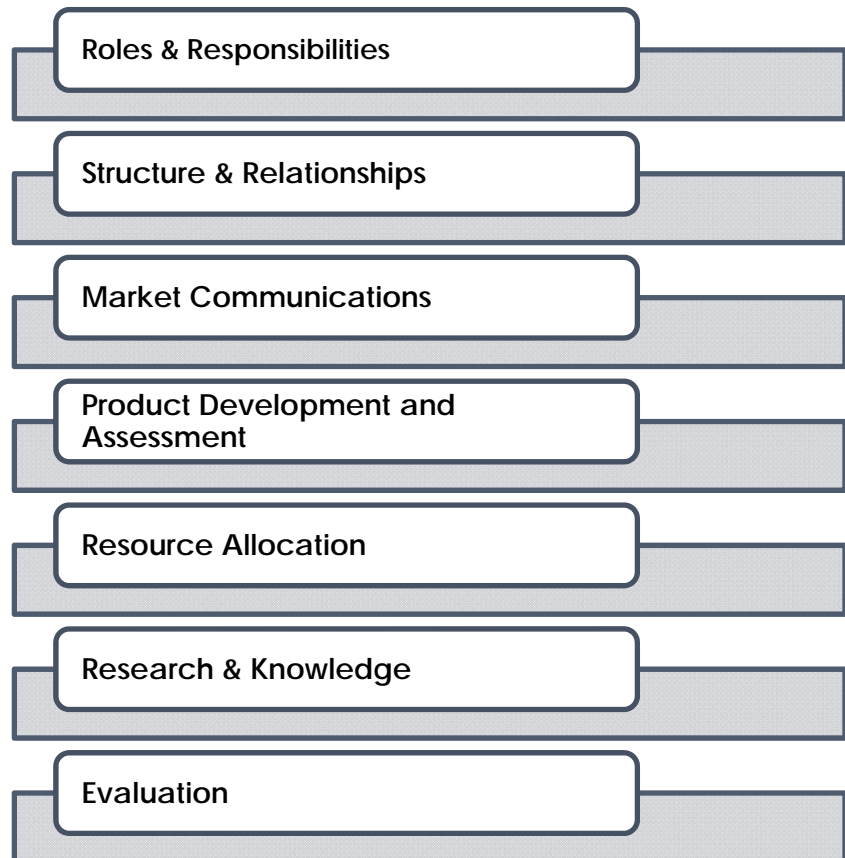 Roles & Responsibilities
Structure & Relationships
Market Communications
Product Development and
Assessment
Resource Allocation
Research & Knowledge
Evaluation